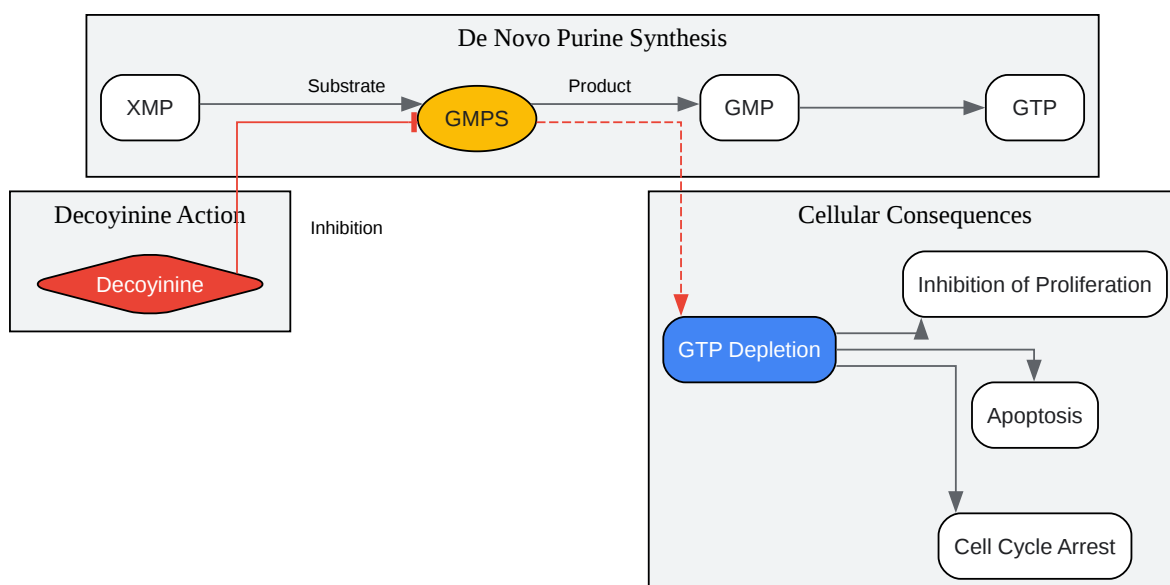 De Novo Purine Synthesis
XMP
Substrate
GMPS
Product
GMP
GTP
Decoyinine Action
Inhibition
Decoyinine
Cellular Consequences
Inhibition of Proliferation
GTP Depletion
Apoptosis
Cell Cycle Arrest